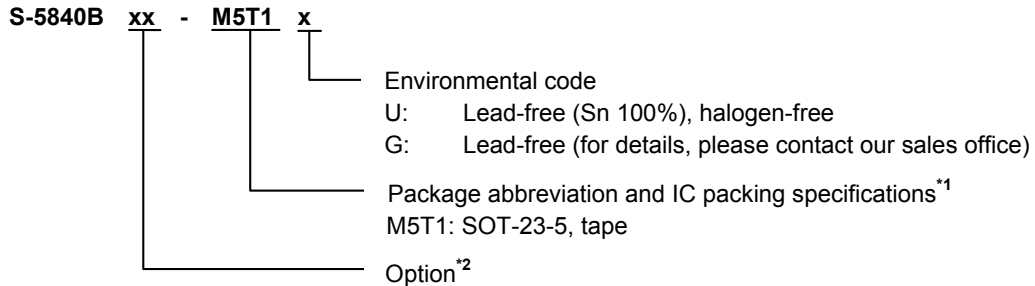 S-5840B xx - M5T1 x
Environmental code
U: Lead-free (Sn 100%), halogen-free
G: Lead-free (for details, please contact our sales office)
Package abbreviation and IC packing specifications*1
M5T1: SOT-23-5, tape
Option*2